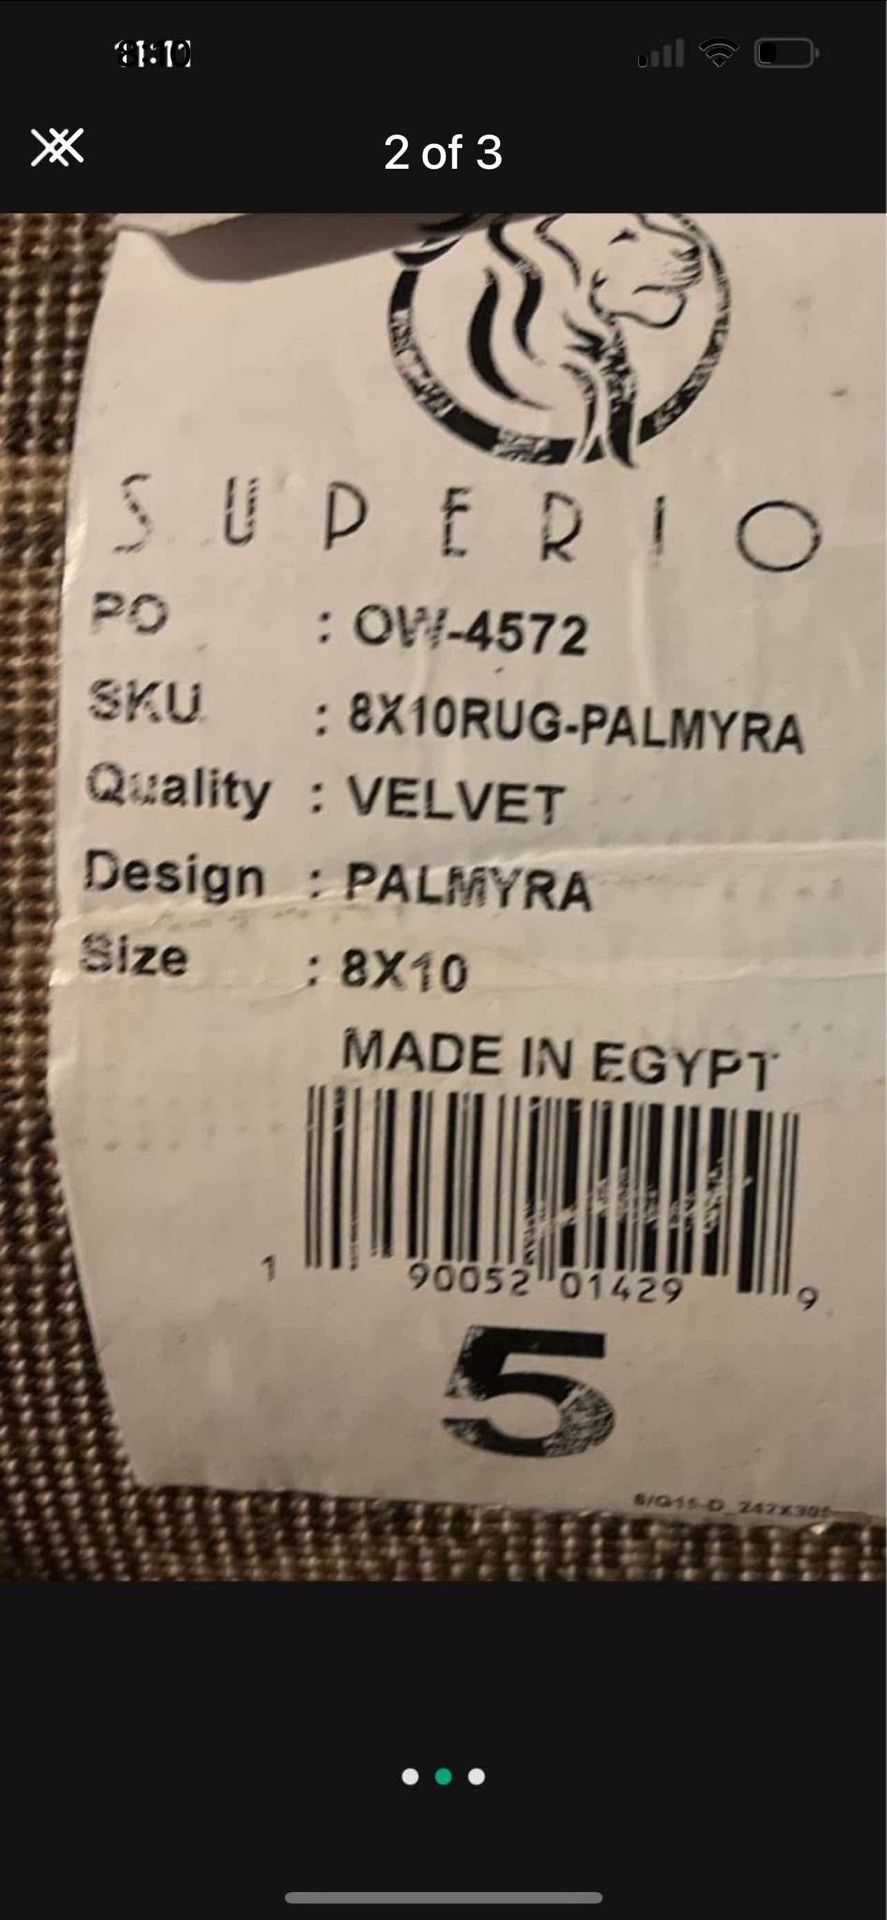 2 of 3
SUPERIO
PO : OW-4572
SKU : 8X10RUG-PALMYRA
Quality : VELVET
Design : PALMYRA
Size : 8X10
MADE IN EGYPT
1 90052 01429 9
5